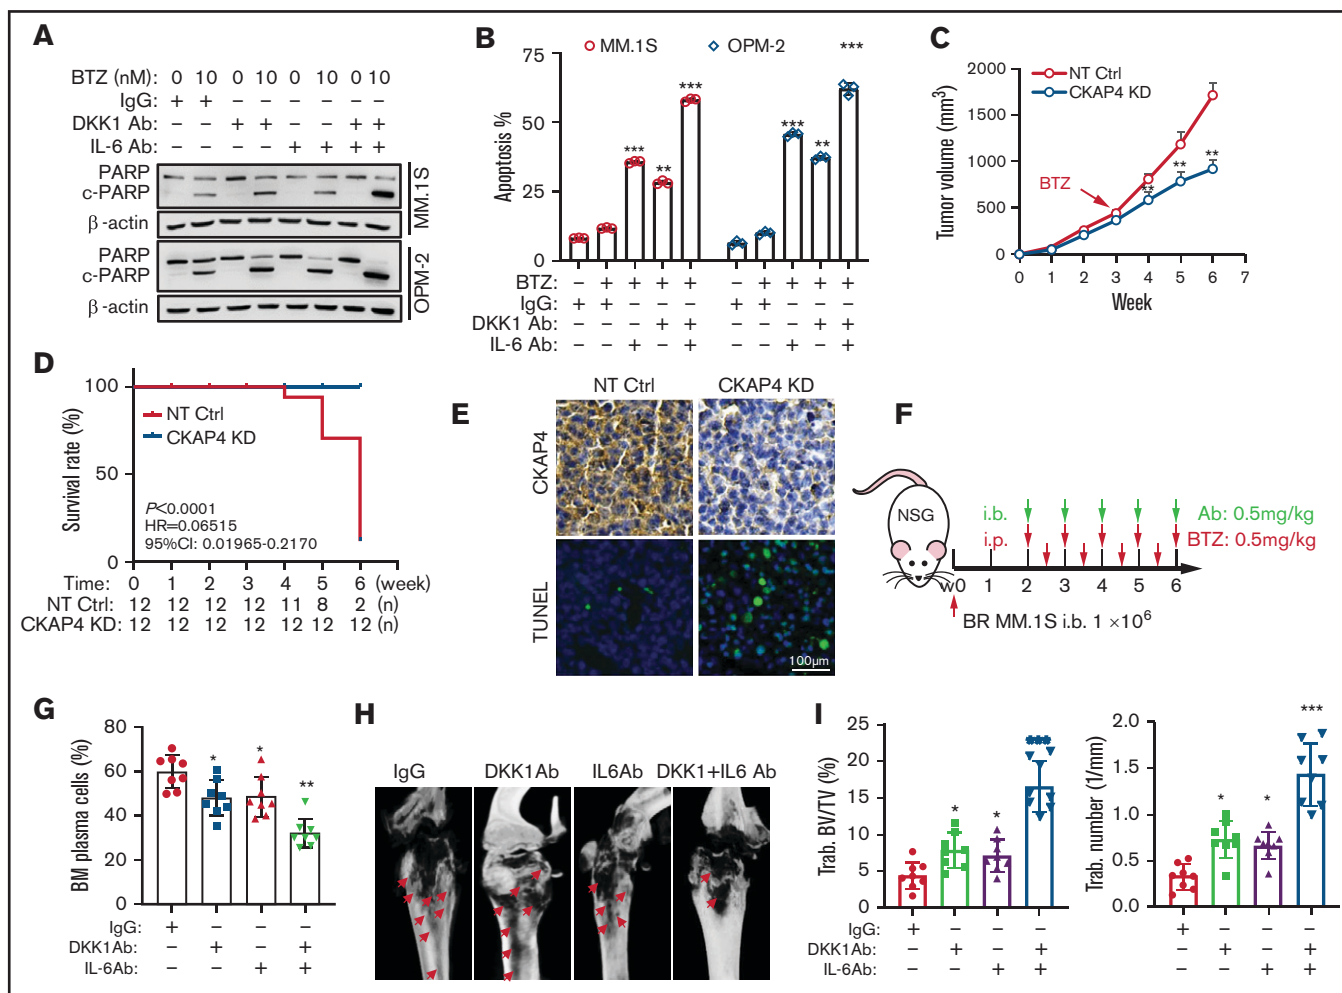 A
BTZ (nM): 0 10 0 10 0 10 0 10
IgG: + + – – – – – –
DKK1 Ab: – – + + – – + +
IL-6 Ab: – – – – + + + +
PARP
c-PARP
β-actin
MM.1S
PARP
c-PARP
β-actin
OPM-2
B
MM.1S OPM-2
Apoptosis %
75
50
25
0
*** ** *** *** ** ***
BTZ: – + + + + – + + + +
IgG: + + – – – + + – – –
DKK1 Ab: – – – + + – – – + +
IL-6 Ab: – – + – + – – + – +
C
Tumor volume (mm³)
2000
1500
1000
500
0
NT Ctrl
CKAP4 KD
BTZ
** ** **
0 1 2 3 4 5 6 7
Week
D
Survival rate (%)
100
50
0
NT Ctrl
CKAP4 KD
P<0.0001
HR=0.06515
95%CI: 0.01965-0.2170
Time: 0 1 2 3 4 5 6 (week)
NT Ctrl: 12 12 12 12 11 8 2 (n)
CKAP4 KD: 12 12 12 12 12 12 12 (n)
E
NT Ctrl CKAP4 KD
CKAP4
TUNEL
100µm
F
NSG
i.b. Ab: 0.5mg/kg
i.p. BTZ: 0.5mg/kg
w0 1 2 3 4 5 6
BR MM.1S i.b. 1 ×10⁶
G
BM plasma cells (%)
80
60
40
20
0
* * **
IgG: + – – –
DKK1Ab: – + – +
IL-6Ab: – – + +
H
IgG DKK1Ab IL6Ab DKK1+IL6 Ab
I
Trab. BV/TV (%)
25
20
15
10
5
0
* * ***
IgG: + – – –
DKK1Ab: – + – +
IL-6Ab: – – + +
Trab. number (1/mm)
2.0
1.5
1.0
0.5
0.0
* * ***
+ – – –
– + – +
– – + +